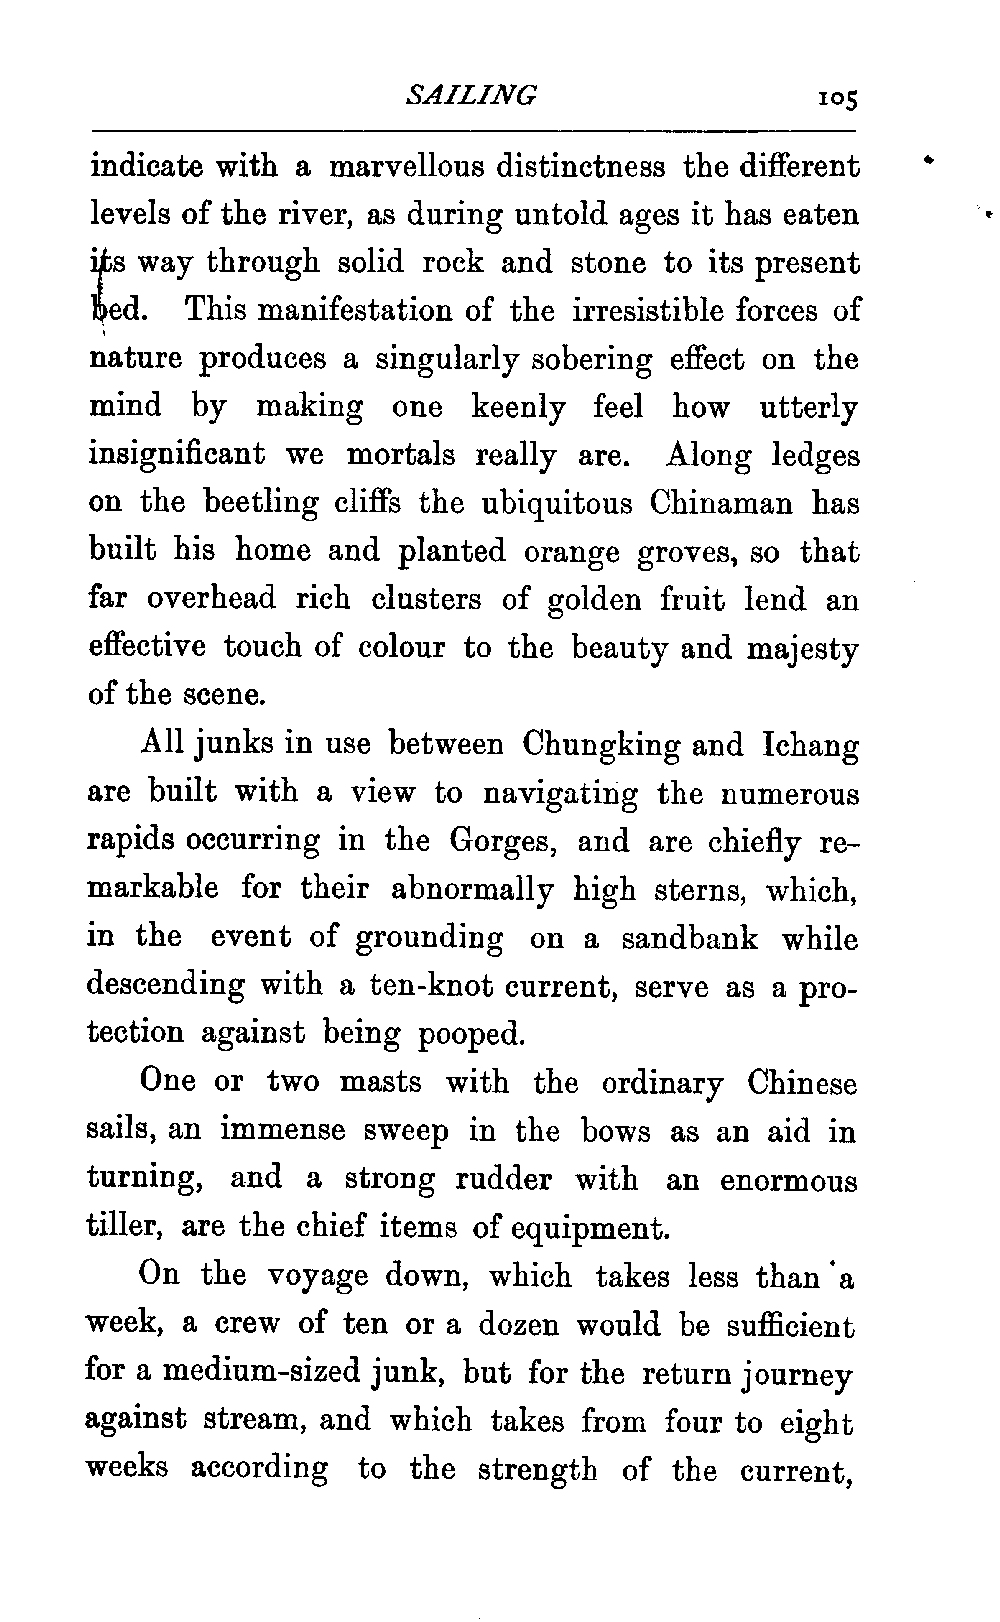 SAILING 105
indicate with a marvellous distinctness the different
levels of the river, as during untold ages it has eaten
its way through solid rock and stone to its present
bed. This manifestation of the irresistible forces of
nature produces a singularly sobering effect on the
mind by making one keenly feel how utterly
insignificant we mortals really are. Along ledges
on the beetling cliffs the ubiquitous Chinaman has
built his home and planted orange groves, so that
far overhead rich clusters of golden fruit lend an
effective touch of colour to the beauty and majesty
of the scene.
All junks in use between Chungking and Ichang
are built with a view to navigating the numerous
rapids occurring in the Gorges, and are chiefly re-
markable for their abnormally high sterns, which,
in the event of grounding on a sandbank while
descending with a ten-knot current, serve as a pro-
tection against being pooped.
One or two masts with the ordinary Chinese
sails, an immense sweep in the bows as an aid in
turning, and a strong rudder with an enormous
tiller, are the chief items of equipment.
On the voyage down, which takes less than a
week, a crew of ten or a dozen would be sufficient
for a medium-sized junk, but for the return journey
against stream, and which takes from four to eight
weeks according to the strength of the current,